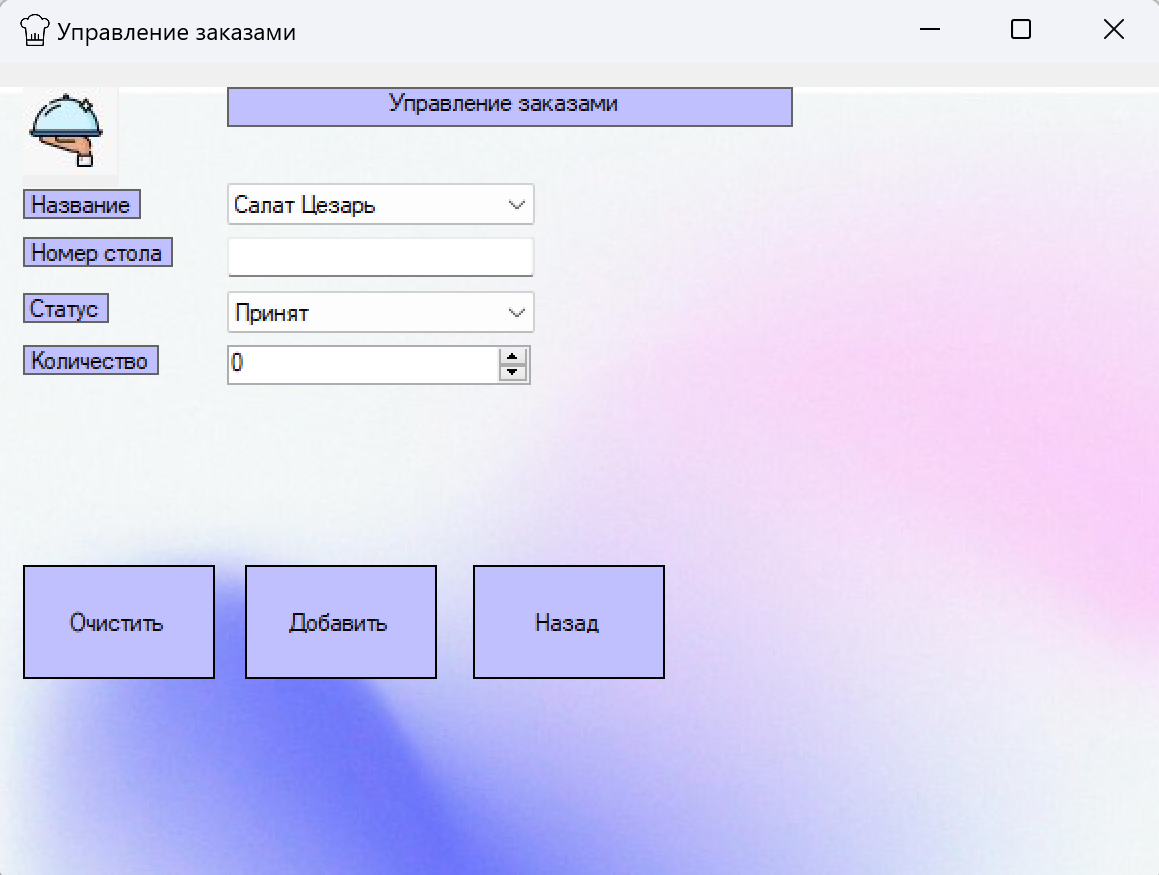 Управление заказами
Управление заказами
Название
Салат Цезарь
Номер стола
Статус
Принят
Количество
0
Очистить
Добавить
Назад